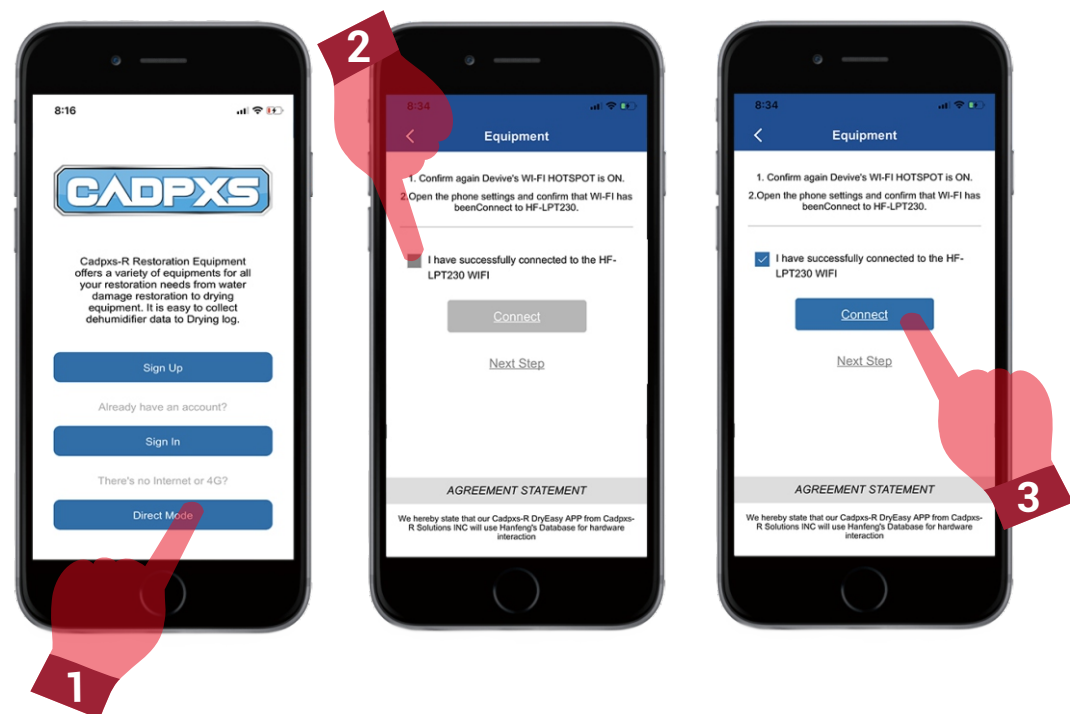 8:16
CADPXS
Cadpxs-R Restoration Equipment
offers a variety of equipments for all
your restoration needs from water
damage restoration to drying
equipment. It is easy to collect
dehumidifier data to Drying log.
Sign Up
Already have an account?
Sign In
There's no Internet or 4G?
Direct Mode
1
2
8:34
Equipment
1. Confirm again Devive's WI-FI HOTSPOT is ON.
2.Open the phone settings and confirm that WI-FI has
beenConnect to HF-LPT230.
I have successfully connected to the HF-
LPT230 WIFI
Connect
Next Step
AGREEMENT STATEMENT
We hereby state that our Cadpxs-R DryEasy APP from Cadpxs-
R Solutions INC will use Hanfeng's Database for hardware
interaction
8:34
Equipment
1. Confirm again Devive's WI-FI HOTSPOT is ON.
2.Open the phone settings and confirm that WI-FI has
beenConnect to HF-LPT230.
I have successfully connected to the HF-
LPT230 WIFI
Connect
Next Step
3
AGREEMENT STATEMENT
We hereby state that our Cadpxs-R DryEasy APP from Cadpxs-
R Solutions INC will use Hanfeng's Database for hardware
interaction